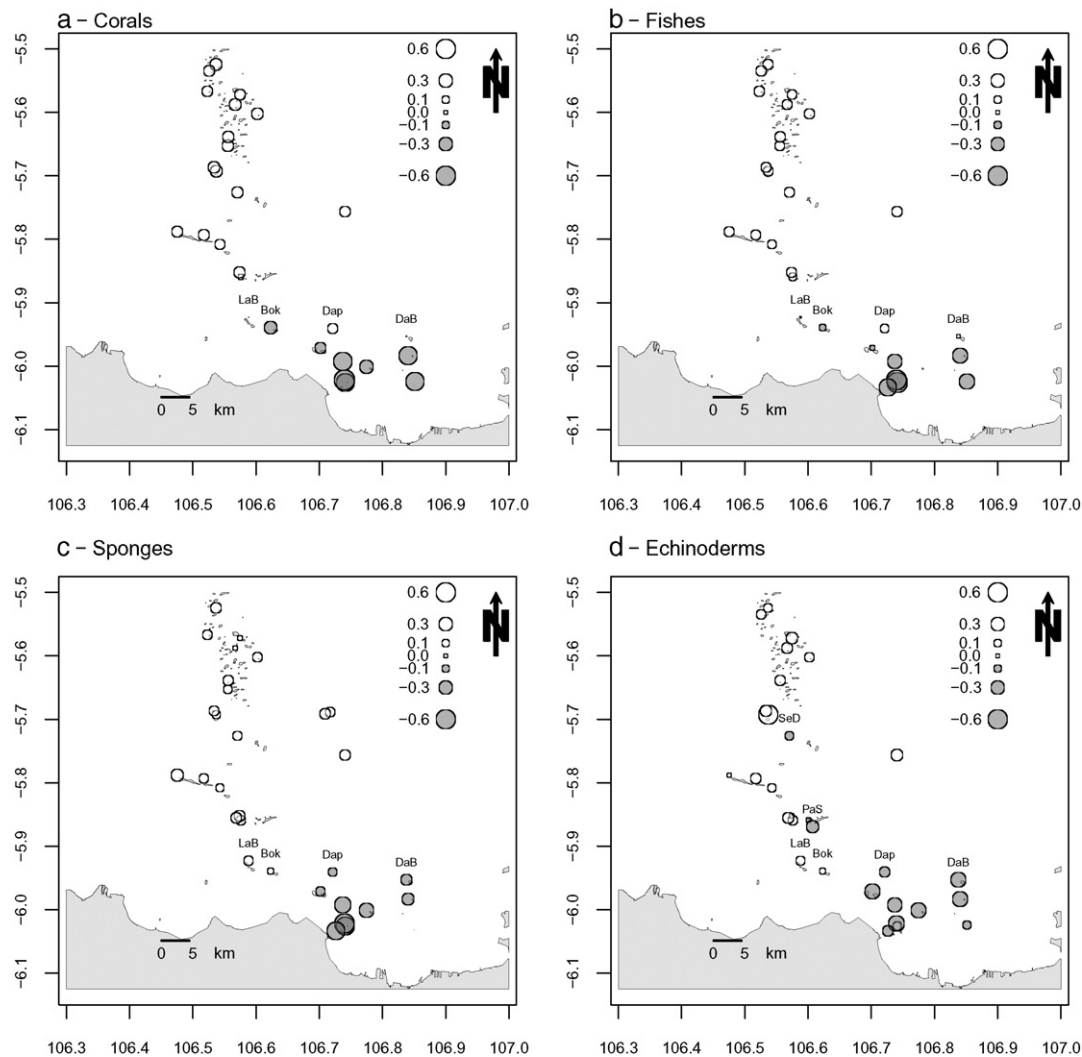 a – Corals
0.6
0.3
0.1
0.0
−0.1
−0.3
−0.6
N
−5.5
−5.6
−5.7
−5.8
−5.9
−6.0
−6.1
LaB
Bok
Dap
DaB
0 5 km
106.3 106.4 106.5 106.6 106.7 106.8 106.9 107.0
b – Fishes
0.6
0.3
0.1
0.0
−0.1
−0.3
−0.6
N
−5.5
−5.6
−5.7
−5.8
−5.9
−6.0
−6.1
LaB
Bok
Dap
DaB
0 5 km
106.3 106.4 106.5 106.6 106.7 106.8 106.9 107.0
c – Sponges
0.6
0.3
0.1
0.0
−0.1
−0.3
−0.6
N
−5.5
−5.6
−5.7
−5.8
−5.9
−6.0
−6.1
LaB
Bok
Dap
DaB
0 5 km
106.3 106.4 106.5 106.6 106.7 106.8 106.9 107.0
d – Echinoderms
0.6
0.3
0.1
0.0
−0.1
−0.3
−0.6
N
−5.5
−5.6
−5.7
−5.8
−5.9
−6.0
−6.1
SeD
PaS
LaB
Bok
Dap
DaB
0 5 km
106.3 106.4 106.5 106.6 106.7 106.8 106.9 107.0